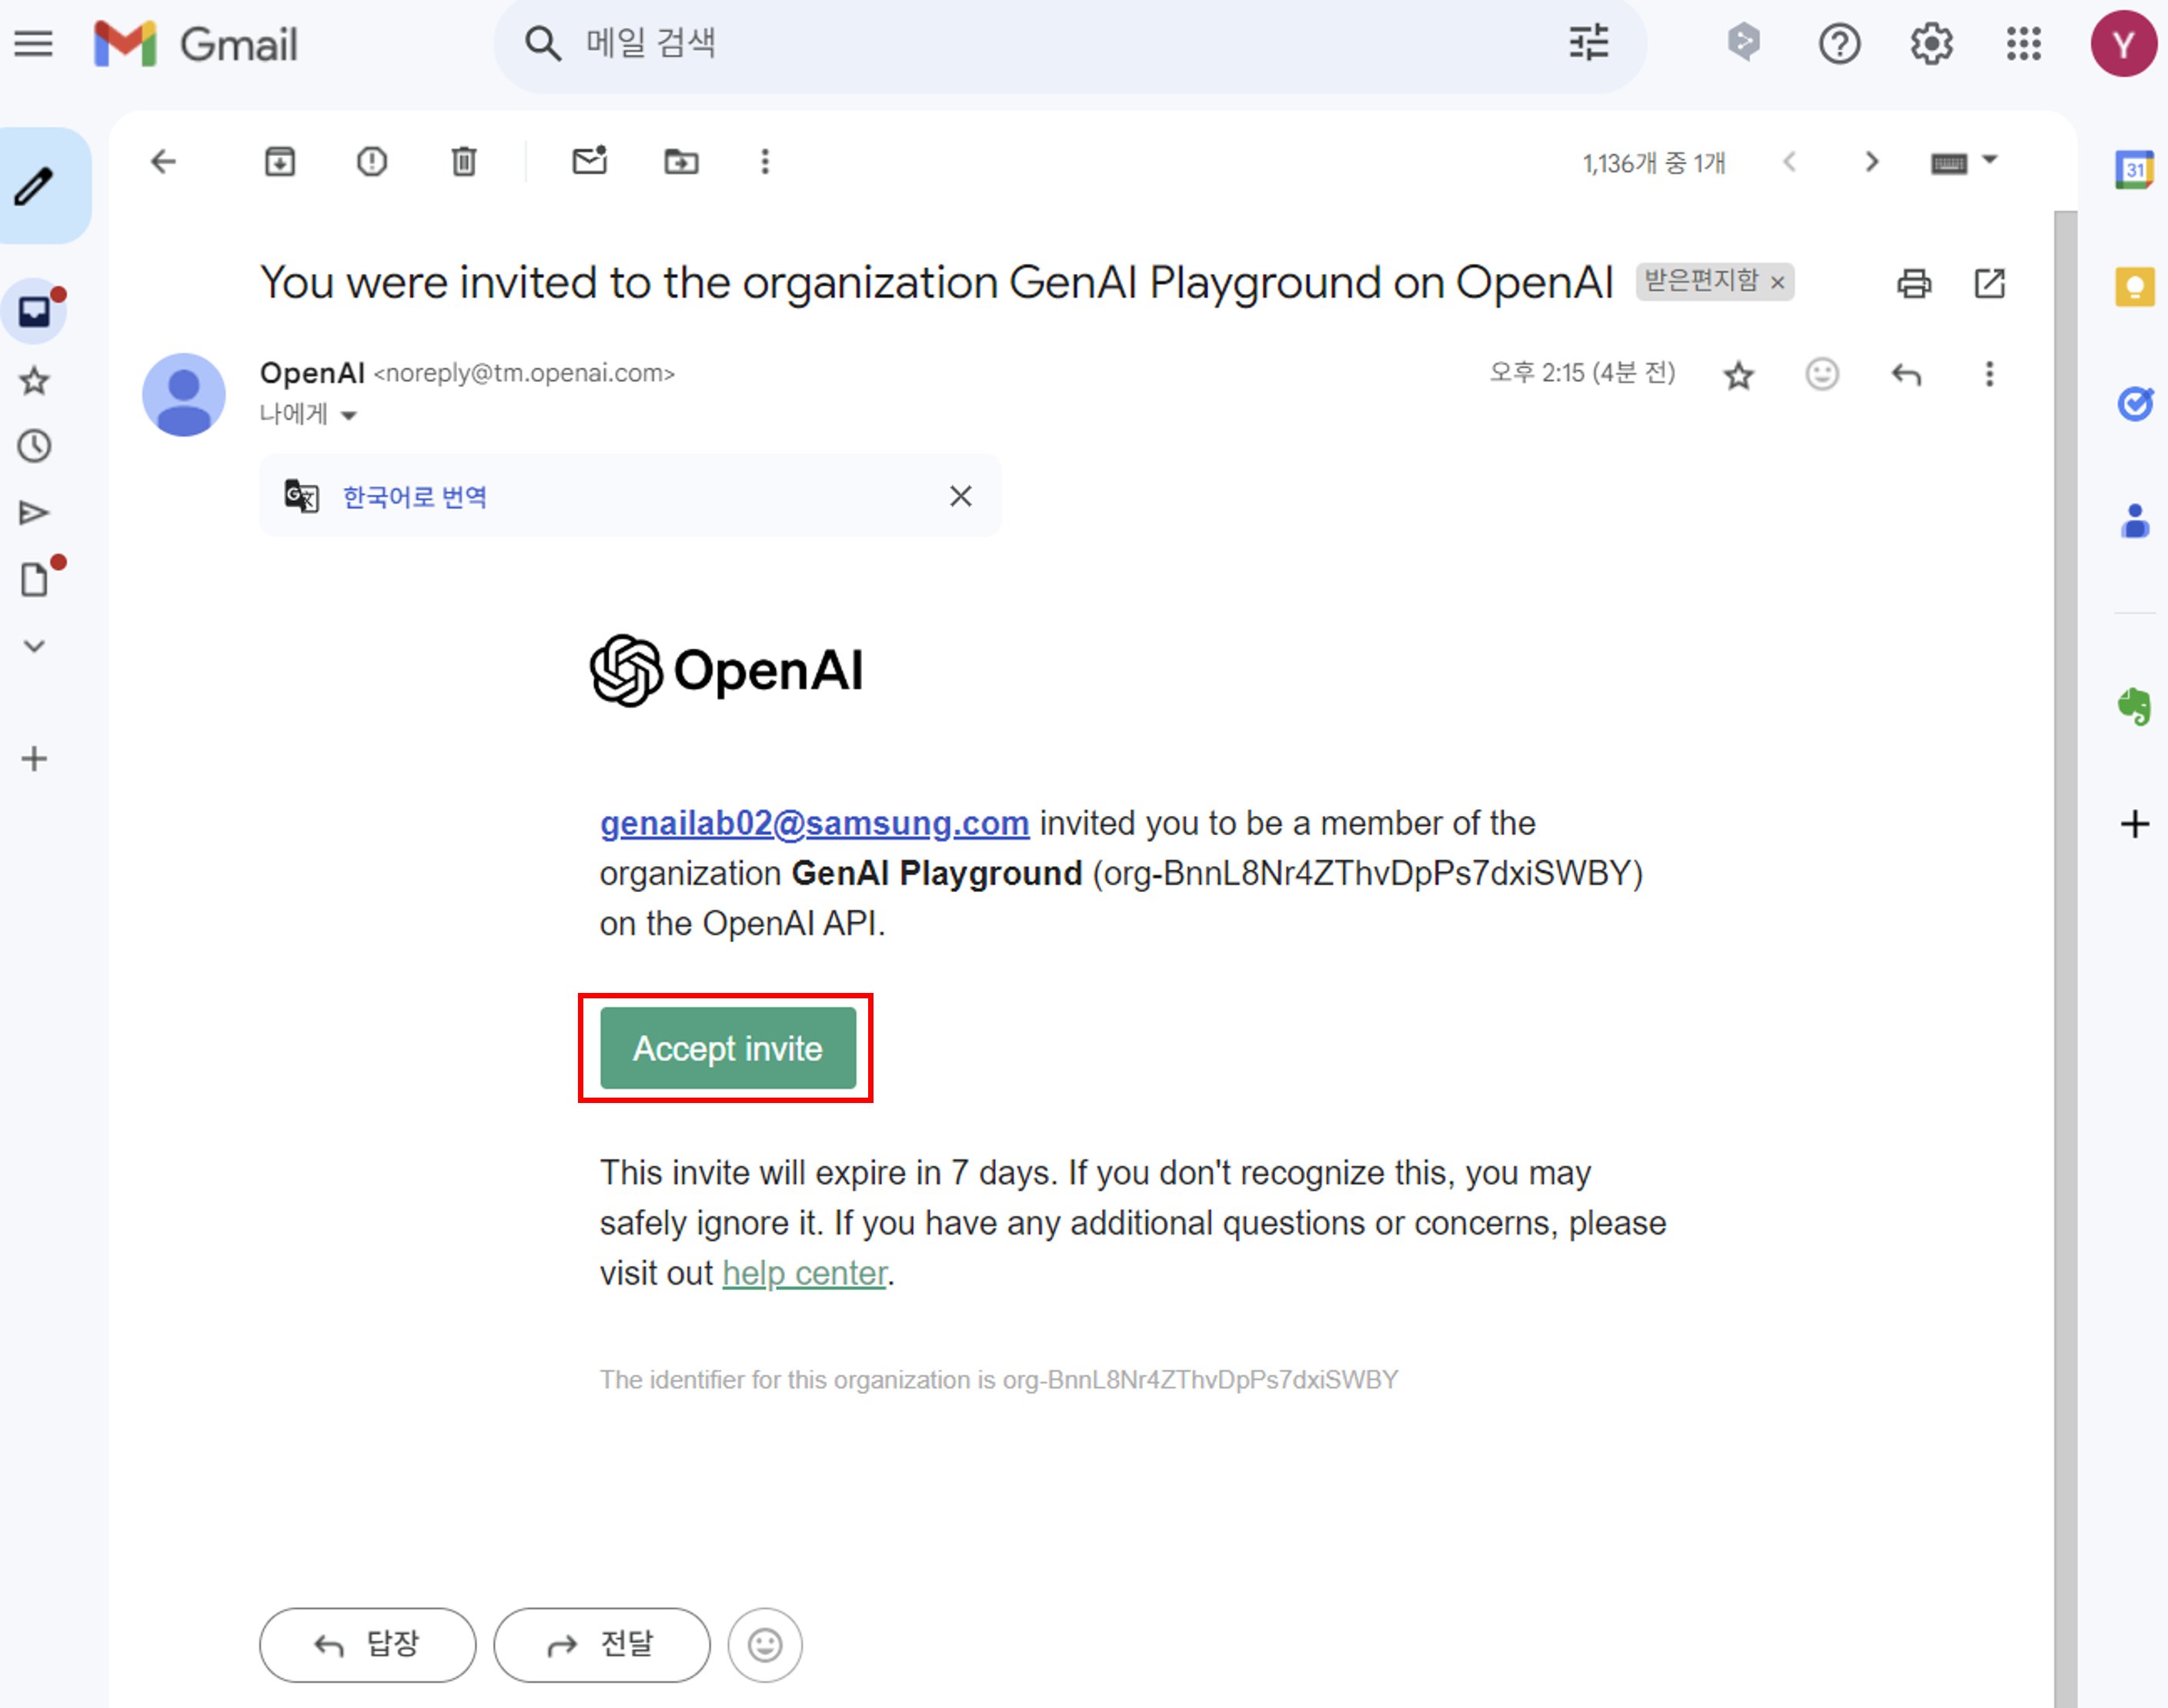 Gmail
메일 검색
Y
1,136개 중 1개
31
You were invited to the organization GenAI Playground on OpenAI
받은편지함 ×
OpenAI <noreply@tm.openai.com>
오후 2:15 (4분 전)
나에게
한국어로 번역
OpenAI
genailab02@samsung.com invited you to be a member of the
organization GenAI Playground (org-BnnL8Nr4ZThvDpPs7dxiSWBY)
on the OpenAI API.
Accept invite
This invite will expire in 7 days. If you don't recognize this, you may
safely ignore it. If you have any additional questions or concerns, please
visit out help center.
The identifier for this organization is org-BnnL8Nr4ZThvDpPs7dxiSWBY
답장
전달